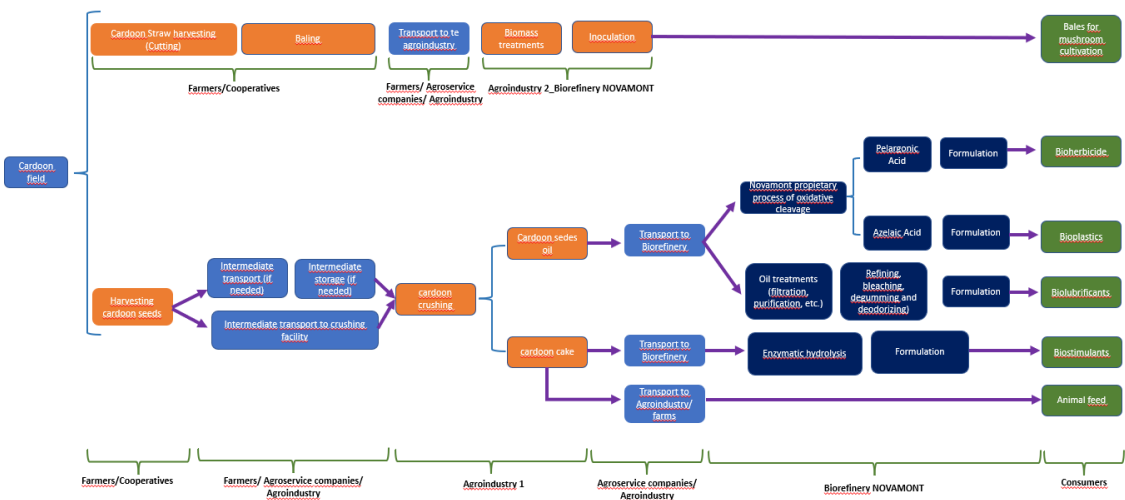 Cardoon Straw harvesting
(Cutting)
Baling
Transport to te
agroindustry
Biomass
treatments
Inoculation
Bales for
mushroom
cultivation
Farmers/Cooperatives
Farmers/ Agroservice
companies/ Agroindustry
Agroindustry 2_Biorefinery NOVAMONT
Cardoon
field
Pelargonic
Acid
Formulation
Bioherbicide
Novamont propietary
process of oxidative
cleavage
Cardoon sedes
oil
Transport to
Biorefinery
Azelaic Acid
Formulation
Bioplastics
Intermediate
transport (if
needed)
Intermediate
storage (if
needed)
Oil treatments
(filtration,
purification, etc.)
Refining,
bleaching,
degumming and
deodorizing)
Formulation
Biolubrificants
Harvesting
cardoon seeds
Intermediate transport to crushing
facility
cardoon
crushing
cardoon cake
Transport to
Biorefinery
Enzymatic hydrolysis
Formulation
Biostimulants
Transport to
Agroindustry/
farms
Animal feed
Farmers/Cooperatives
Farmers/ Agroservice companies/
Agroindustry
Agroindustry 1
Agroservice companies/
Agroindustry
Biorefinery NOVAMONT
Consumers